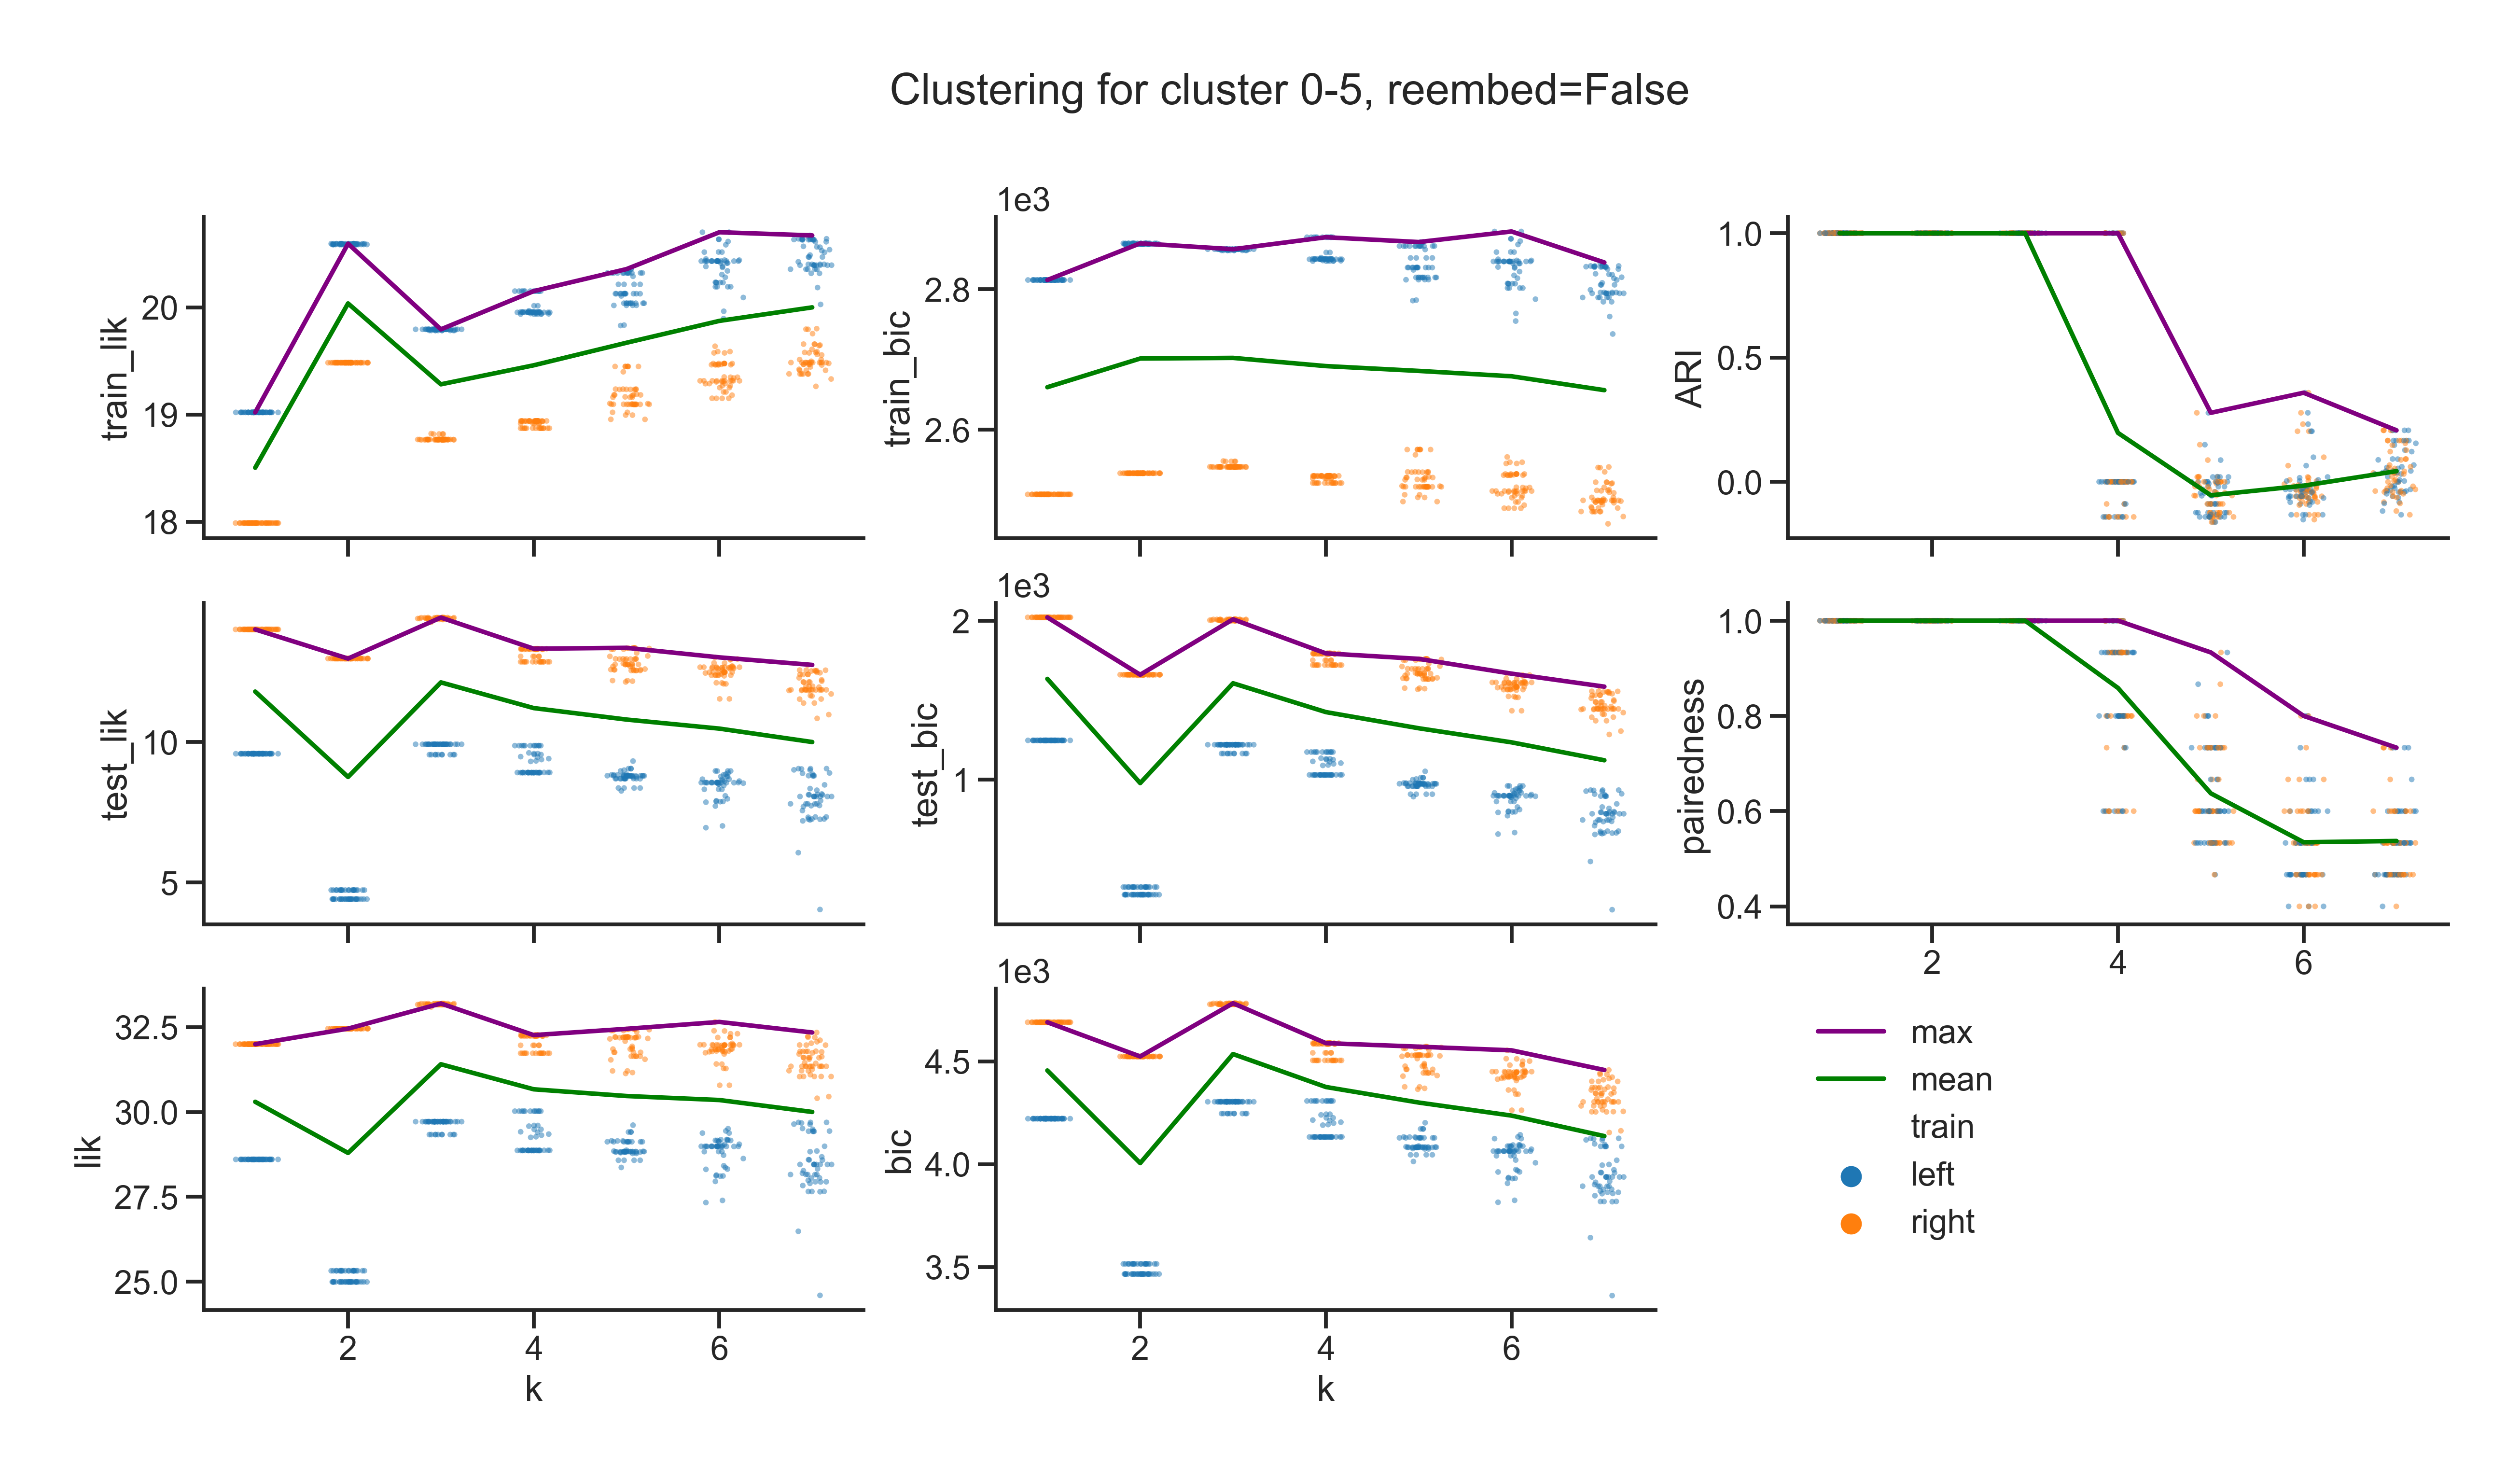 Clustering for cluster 0-5, reembed=False
train_lik
20
19
18
1e3
train_bic
2.8
2.6
ARI
1.0
0.5
0.0
test_lik
10
5
1e3
test_bic
2
1
pairedness
1.0
0.8
0.6
0.4
2
4
6
lik
32.5
30.0
27.5
25.0
2
4
6
k
1e3
bic
4.5
4.0
3.5
2
4
6
k
max
mean
train
left
right